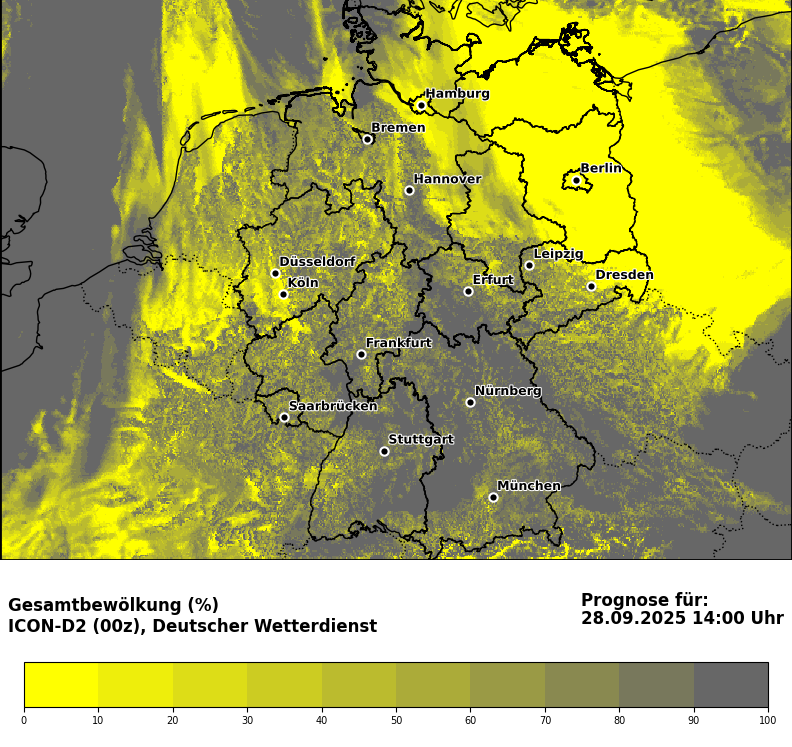 Hamburg
Bremen
Berlin
Hannover
Leipzig
Düsseldorf
Dresden
Erfurt
Köln
Frankfurt
Nürnberg
Saarbrücken
Stuttgart
München
Gesamtbewölkung (%)
ICON-D2 (00z), Deutscher Wetterdienst
Prognose für:
28.09.2025 14:00 Uhr
0 10 20 30 40 50 60 70 80 90 100